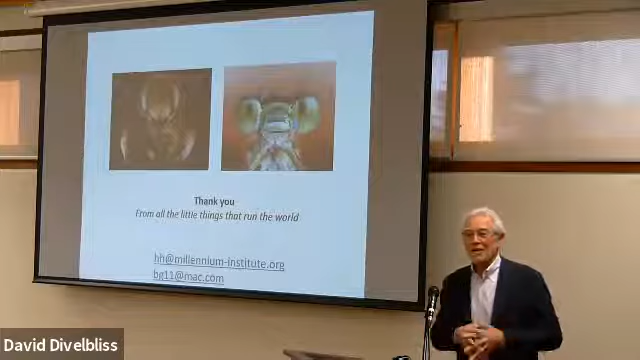 Thank you
From all the little things that run the world
hh@millennium-institute.org
bg11@mac.com
David Divelbliss